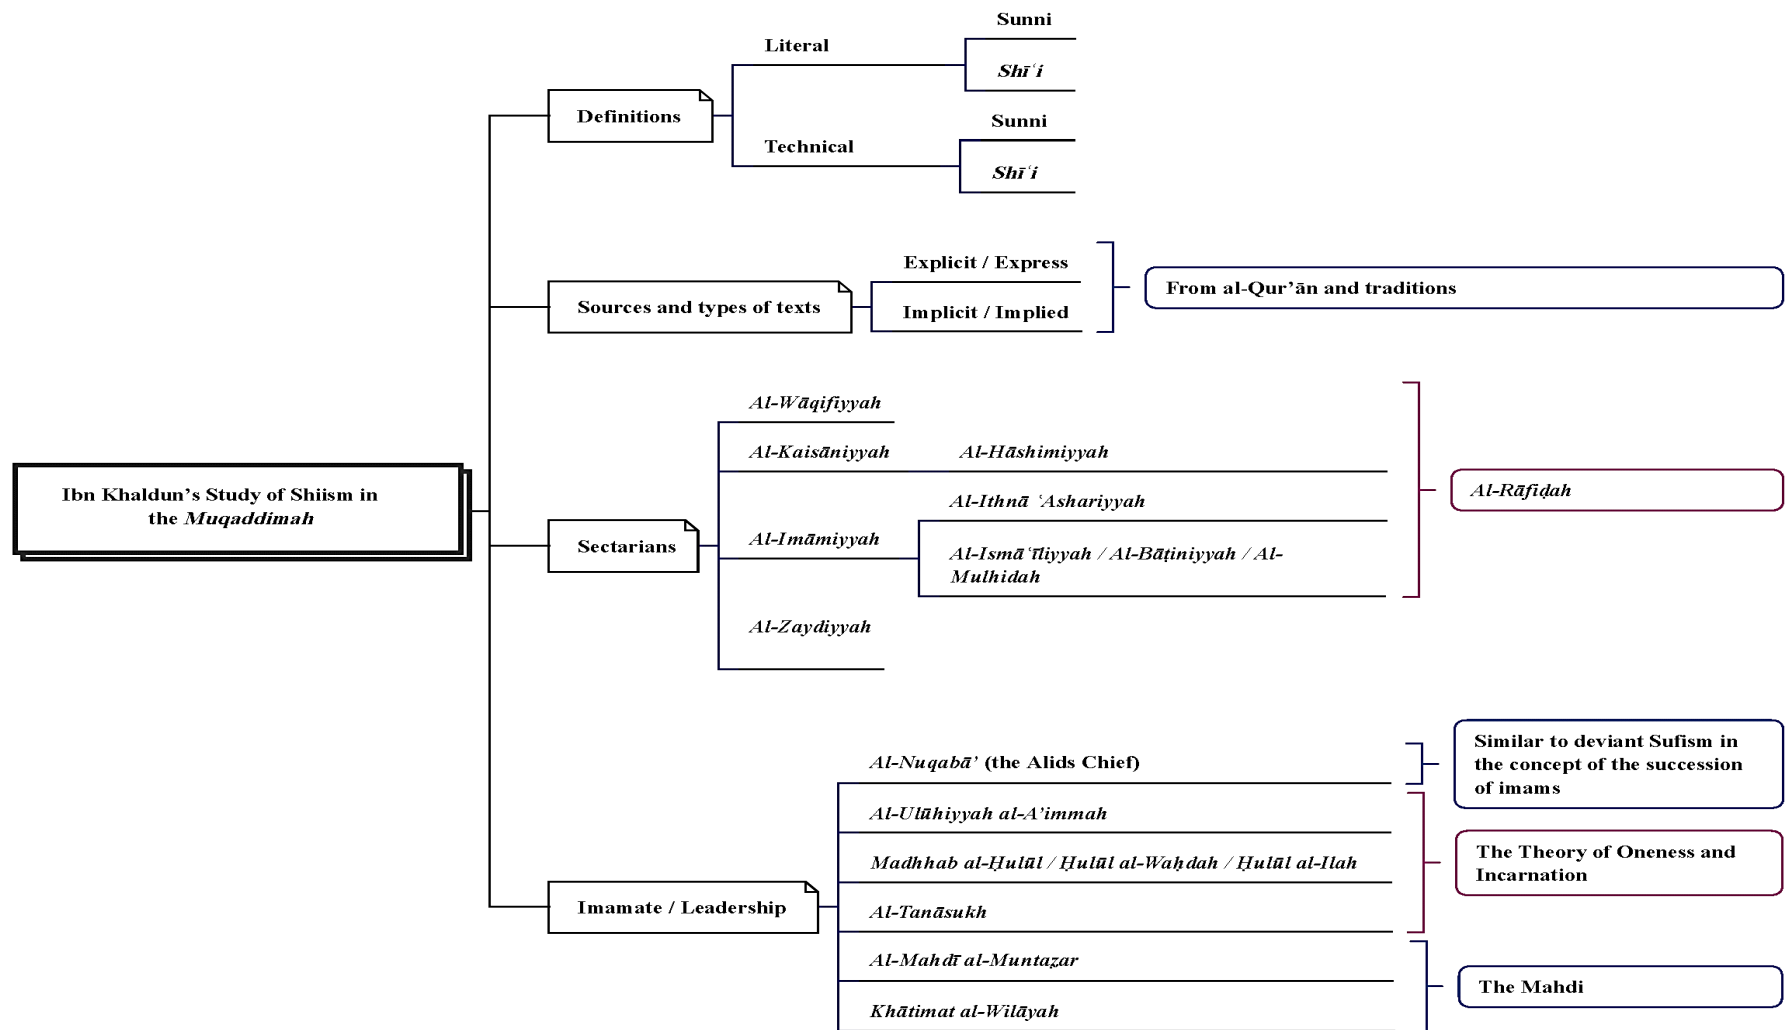 Ibn Khaldun’s Study of Shiism in
the Muqaddimah
Definitions
Literal
Sunni
Shī‘i
Technical
Sunni
Shī‘i
Sources and types of texts
Explicit / Express
Implicit / Implied
From al-Qur’ān and traditions
Sectarians
Al-Wāqifiyyah
Al-Kaisāniyyah
Al-Hāshimiyyah
Al-Imāmiyyah
Al-Ithnā ‘Ashariyyah
Al-Ismā‘īliyyah / Al-Bāṭiniyyah / Al-
Mulhidah
Al-Zaydiyyah
Al-Rāfiḍah
Imamate / Leadership
Al-Nuqabā’ (the Alids Chief)
Similar to deviant Sufism in
the concept of the succession
of imams
Al-Ulūhiyyah al-A’immah
Madhhab al-Ḥulūl / Ḥulūl al-Waḥdah / Ḥulūl al-Ilah
Al-Tanāsukh
The Theory of Oneness and
Incarnation
Al-Mahdī al-Muntaẓar
Khātimat al-Wilāyah
The Mahdi